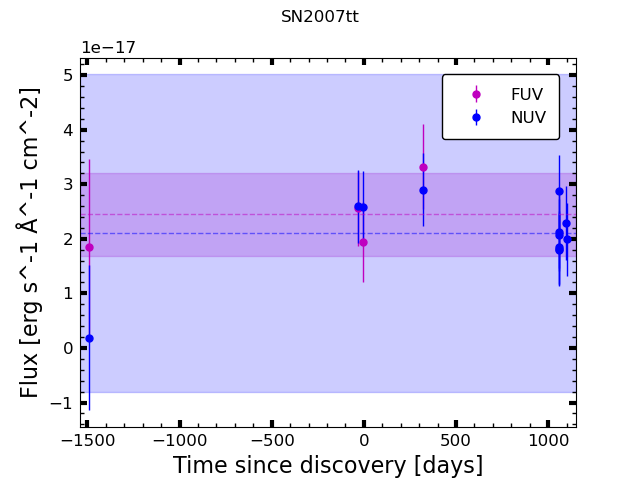 SN2007tt
1e−17
5
4
3
2
1
0
−1
Flux [erg s^-1 Å^-1 cm^-2]
FUV
NUV
−1500 −1000 −500 0 500 1000
Time since discovery [days]